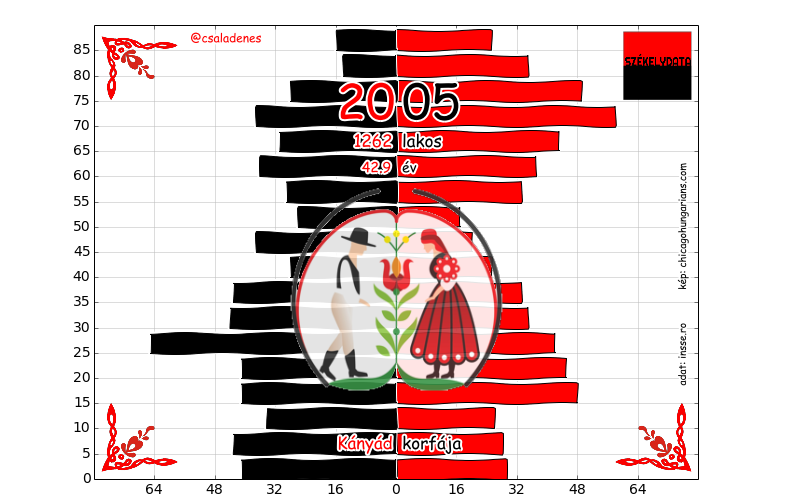 @csaladenes
SZÉKELYDATA
2005
1262 lakos
42.9 év
kép: chicagohungarians.com
adat: insse.ro
Kányád korfája
85
80
75
70
65
60
55
50
45
40
35
30
25
20
15
10
5
0
64 48 32 16 0 16 32 48 64